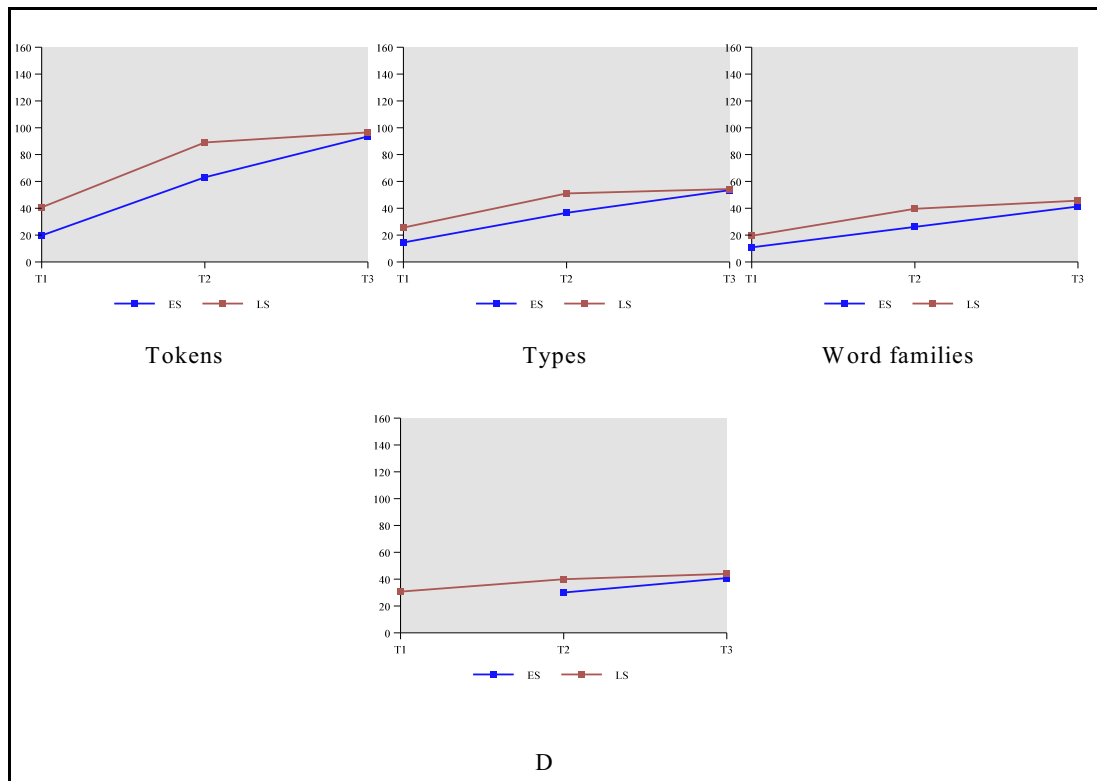 160 160 160
140 140 140
120 120 120
100 100 100
80 80 80
60 60 60
40 40 40
20 20 20
0 0 0
T1 T2 T3 T1 T2 T3 T1 T2 T3
ES LS ES LS ES LS
Tokens Types Word families
160
140
120
100
80
60
40
20
0
T1 T2 T3
ES LS
D